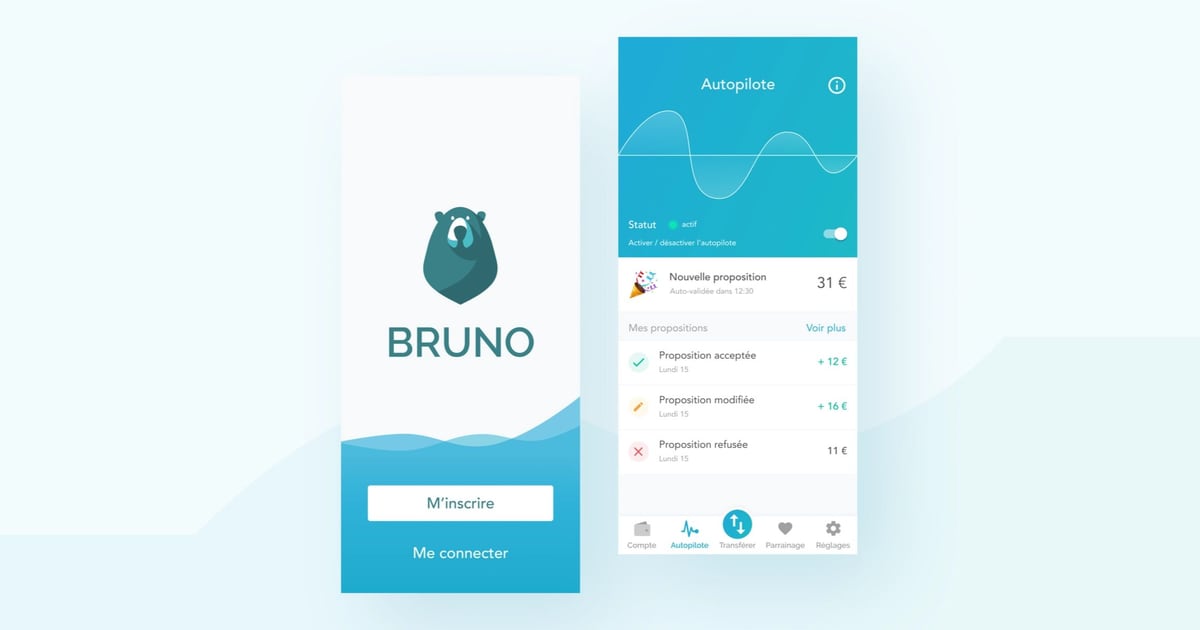 BRUNO
M’inscrire
Me connecter
Autopilote
Statut actif
Activer / désactiver l'autopilote
Nouvelle proposition
Auto-validée dans 12:30
31 €
Mes propositions Voir plus
Proposition acceptée
Lundi 15
+ 12 €
Proposition modifiée
Lundi 15
+ 16 €
Proposition refusée
Lundi 15
11 €
Compte Autopilote Transférer Parrainage Réglages